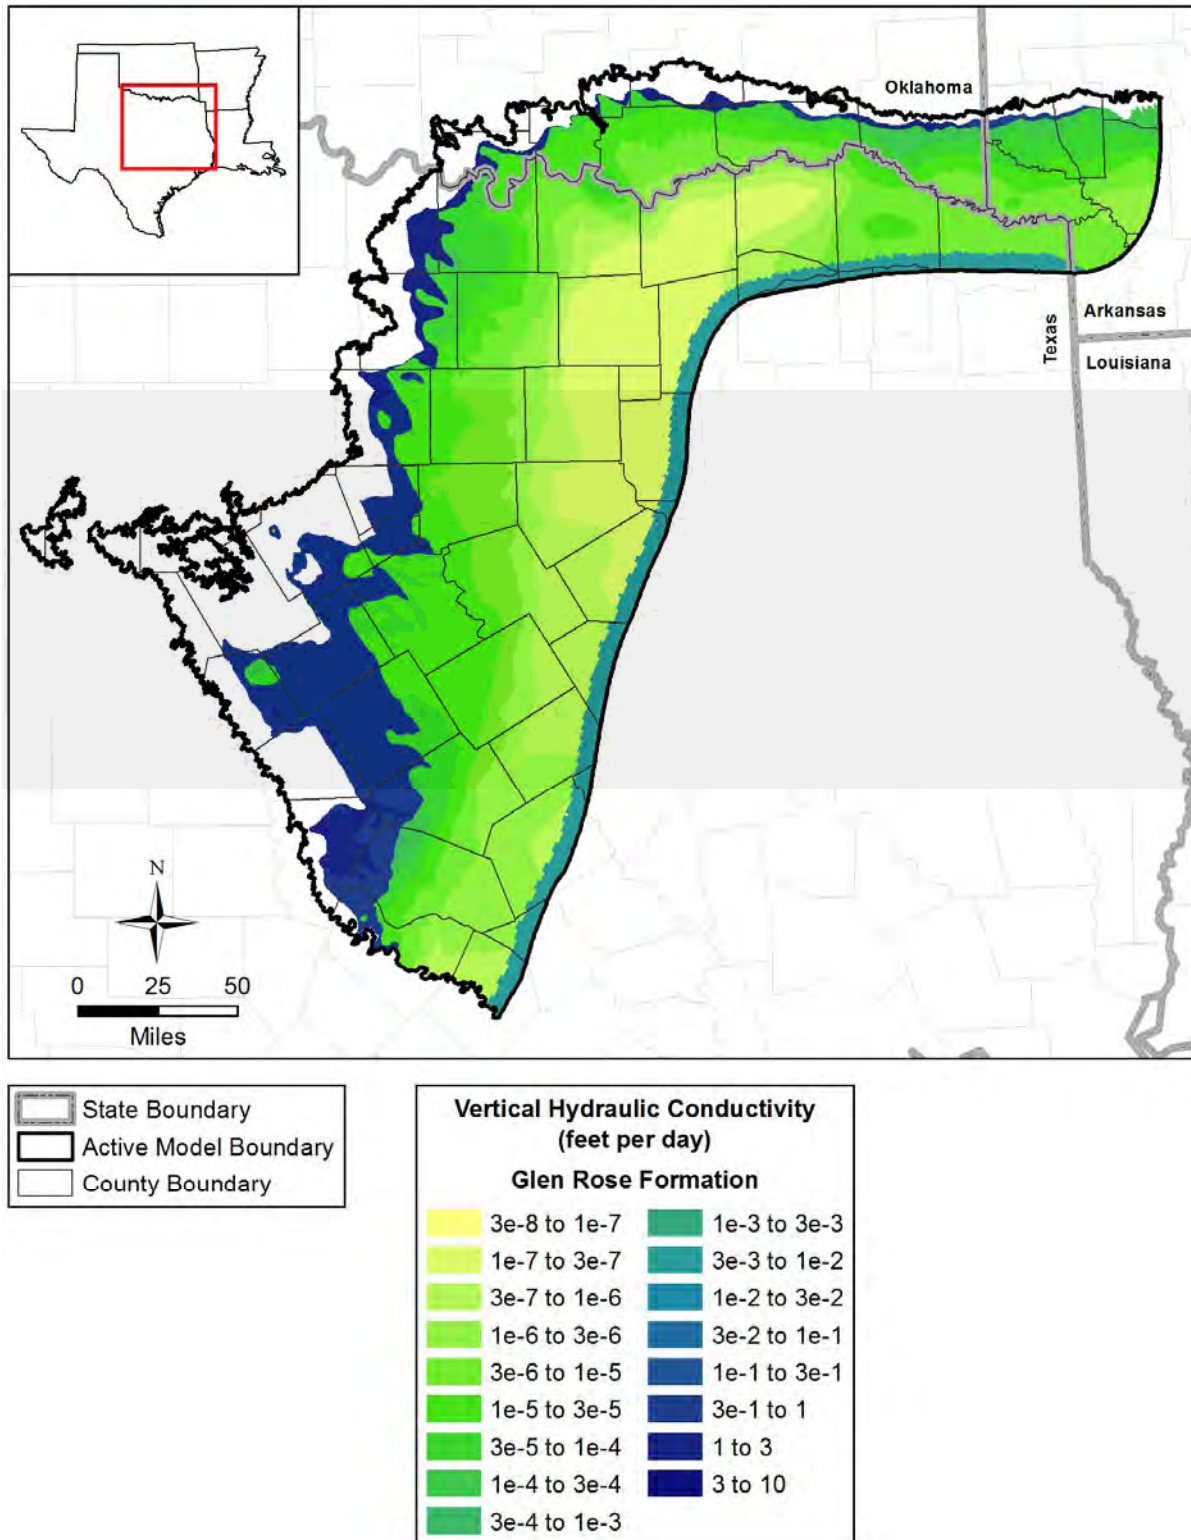 Oklahoma
Texas
Arkansas
Louisiana
N
0 25 50
Miles
State Boundary
Active Model Boundary
County Boundary
Vertical Hydraulic Conductivity
(feet per day)
Glen Rose Formation
3e-8 to 1e-7
1e-7 to 3e-7
3e-7 to 1e-6
1e-6 to 3e-6
3e-6 to 1e-5
1e-5 to 3e-5
3e-5 to 1e-4
1e-4 to 3e-4
3e-4 to 1e-3
1e-3 to 3e-3
3e-3 to 1e-2
1e-2 to 3e-2
3e-2 to 1e-1
1e-1 to 3e-1
3e-1 to 1
1 to 3
3 to 10